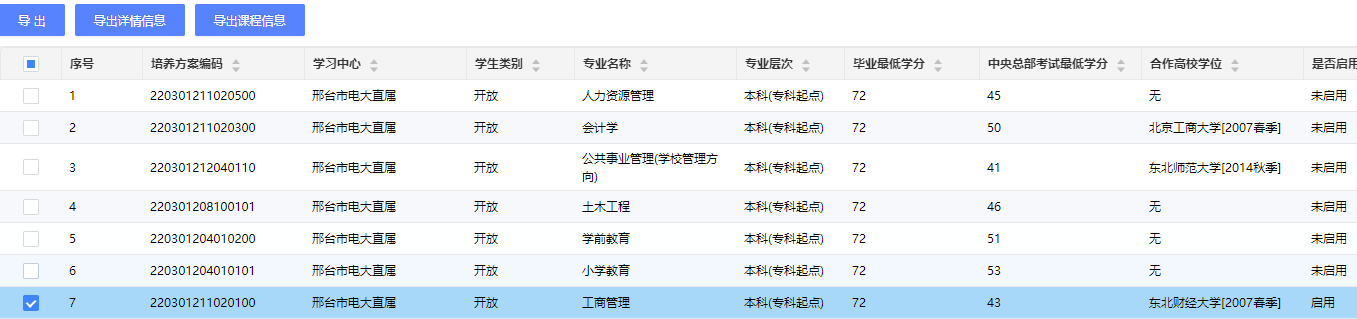 导 出 导出详情信息 导出课程信息
序号 培养方案编码 学习中心 学生类别 专业名称 专业层次 毕业最低学分 中央总部考试最低学分 合作高校学位 是否启用
1 220301211020500 邢台市电大直属 开放 人力资源管理 本科(专科起点) 72 45 无 未启用
2 220301211020300 邢台市电大直属 开放 会计学 本科(专科起点) 72 50 北京工商大学[2007春季] 未启用
3 220301212040110 邢台市电大直属 开放 公共事业管理(学校管理方
向) 本科(专科起点) 72 41 东北师范大学[2014秋季] 未启用
4 220301208100101 邢台市电大直属 开放 土木工程 本科(专科起点) 72 46 无 未启用
5 220301204010200 邢台市电大直属 开放 学前教育 本科(专科起点) 72 51 无 未启用
6 220301204010101 邢台市电大直属 开放 小学教育 本科(专科起点) 72 53 无 未启用
7 220301211020100 邢台市电大直属 开放 工商管理 本科(专科起点) 72 43 东北财经大学[2007春季] 启用